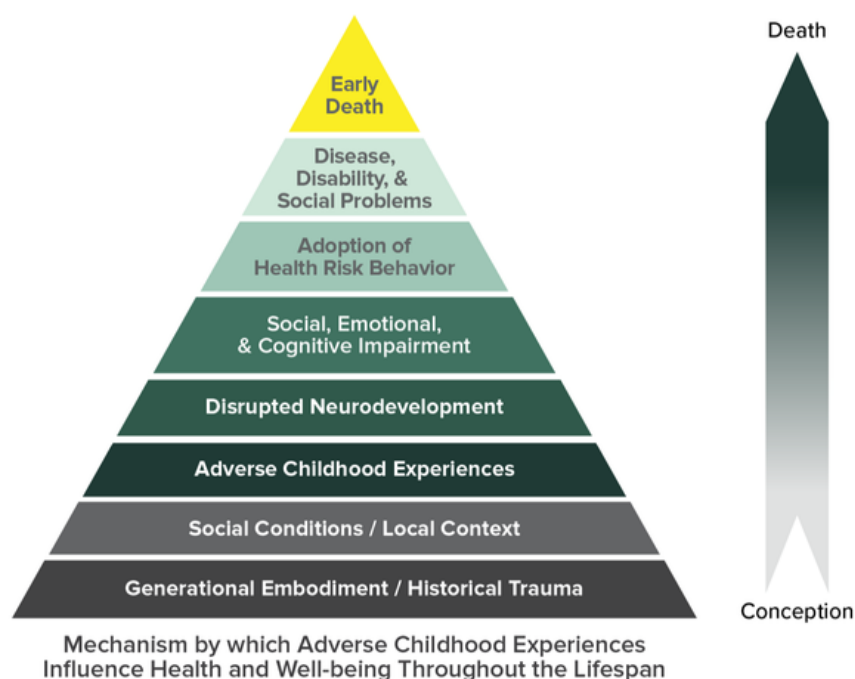 Death
Early
Death
Disease,
Disability, &
Social Problems
Adoption of
Health Risk Behavior
Social, Emotional,
& Cognitive Impairment
Disrupted Neurodevelopment
Adverse Childhood Experiences
Social Conditions / Local Context
Generational Embodiment / Historical Trauma
Conception
Mechanism by which Adverse Childhood Experiences
Influence Health and Well-being Throughout the Lifespan